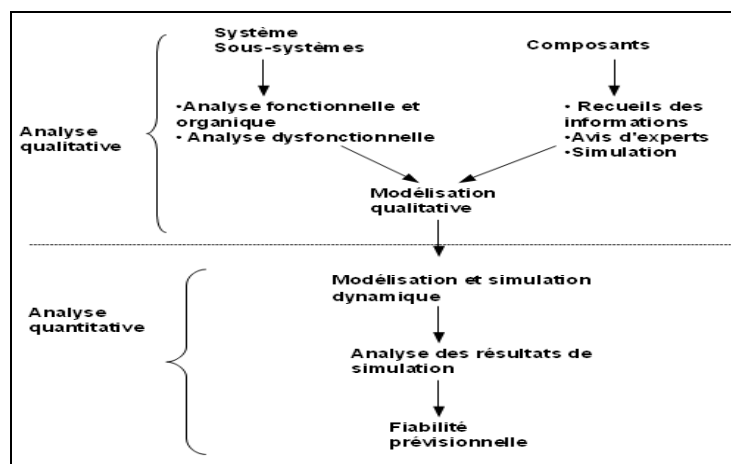 Système
Sous-systèmes
Composants
•Analyse fonctionnelle et
organique
• Analyse dysfonctionnelle
• Recueils des
informations
•Avis d'experts
•Simulation
Analyse
qualitative
Modélisation
qualitative
Modélisation et simulation
dynamique
Analyse
quantitative
Analyse des résultats de
simulation
Fiabilité
prévisionnelle